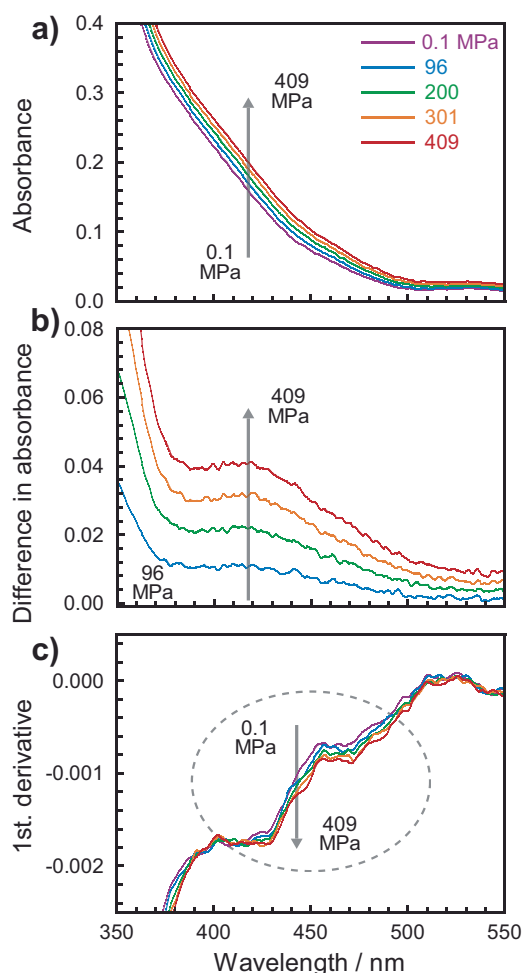 a)
0.4
0.3
0.2
0.1
0.0
Absorbance
0.1 MPa
96
200
301
409
409
MPa
0.1
MPa
b)
0.08
0.06
0.04
0.02
0.00
Difference in absorbance
409
MPa
96
MPa
c)
0.000
-0.001
-0.002
1st. derivative
0.1
MPa
409
MPa
350
400
450
500
550
Wavelength / nm